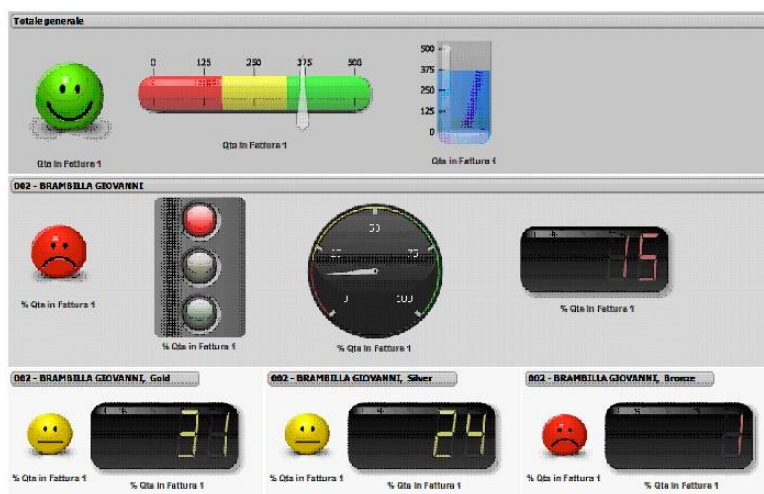 Totale generale
0 125 250 375 500
500
375
250
125
0
Qta in Fattura 1
Qta in Fattura 1
Qta in Fattura 1
002 - BRAMBILLA GIOVANNI
50
25 75
0 100
15
% Qta in Fattura 1
% Qta in Fattura 1
% Qta in Fattura 1
% Qta in Fattura 1
002 - BRAMBILLA GIOVANNI, Gold
31
% Qta in Fattura 1
% Qta in Fattura 1
002 - BRAMBILLA GIOVANNI, Silver
24
% Qta in Fattura 1
% Qta in Fattura 1
002 - BRAMBILLA GIOVANNI, Bronze
1
% Qta in Fattura 1
% Qta in Fattura 1